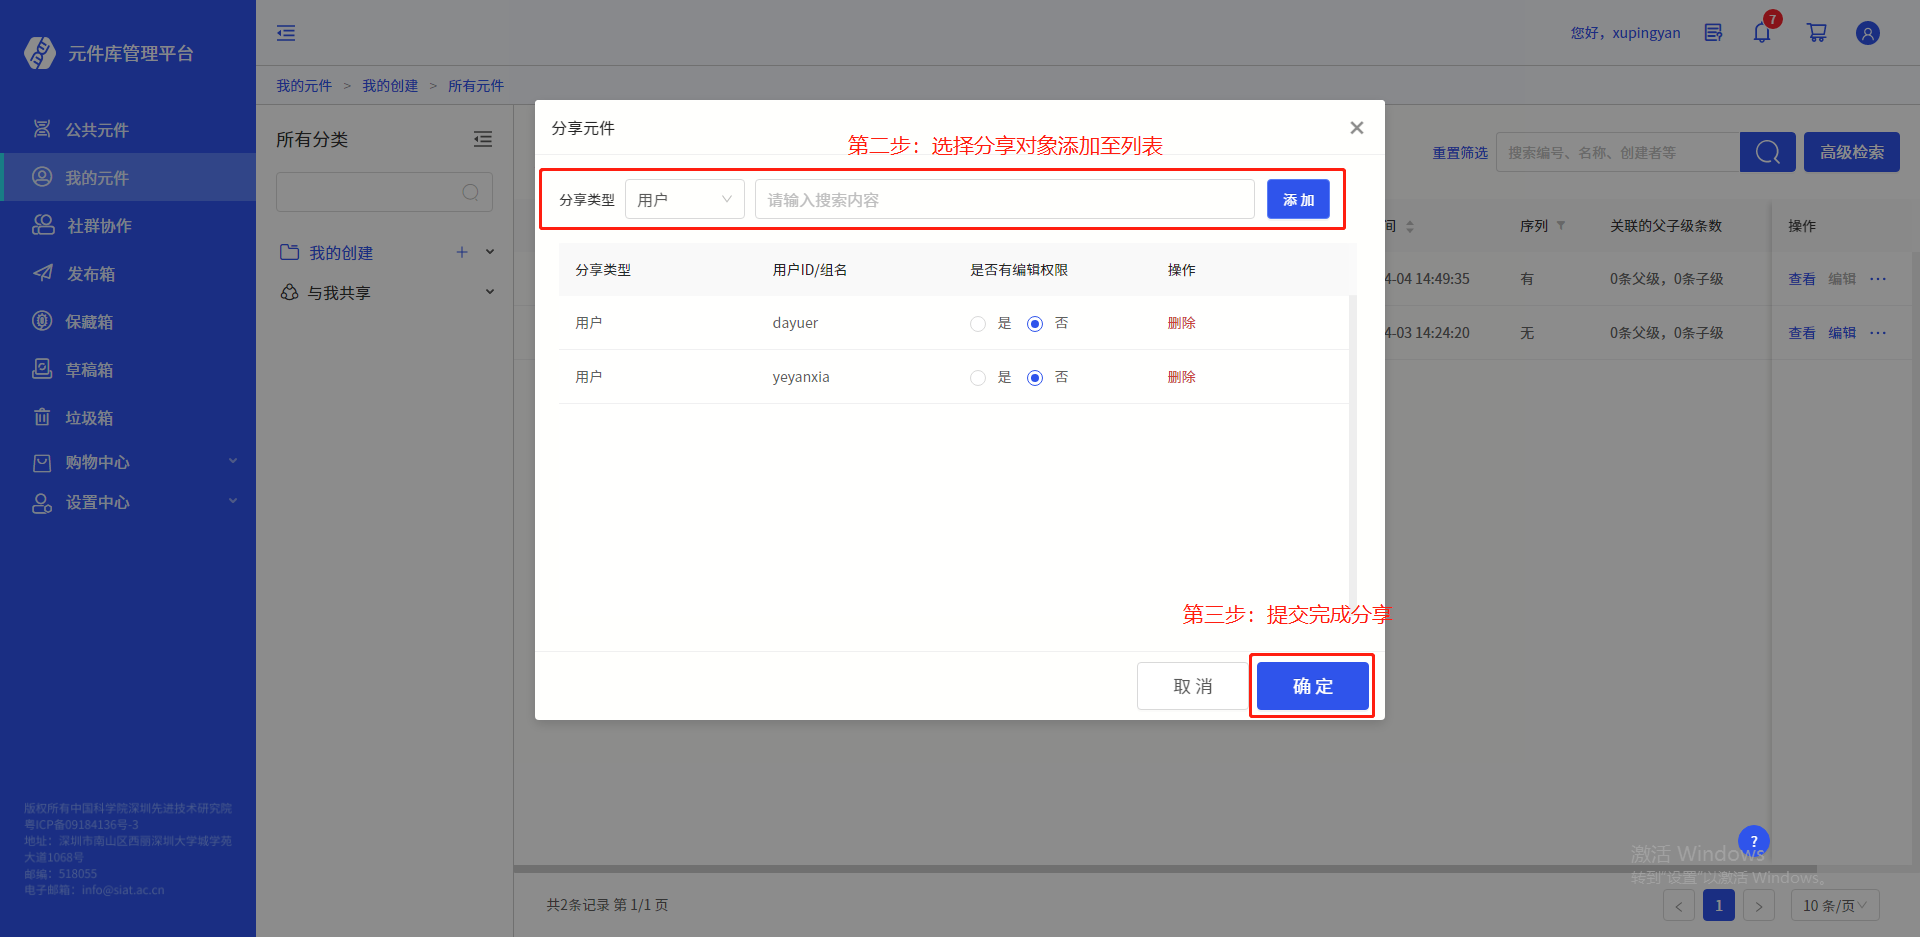 元件库管理平台
您好，xupingyan
7
我的元件 > 我的创建 > 所有元件
公共元件
我的元件
社群协作
发布箱
保藏箱
草稿箱
垃圾箱
购物中心
设置中心
版权所有中国科学院深圳先进技术研究院
粤ICP备09184136号-3
地址：深圳市南山区西丽深圳大学城学苑
大道1068号
邮编：518055
电子邮箱：info@siat.ac.cn
所有分类
我的创建
与我共享
重置筛选
搜索编号、名称、创建者等
高级检索
间 序列 关联的父子级条数 操作
4-04 14:49:35 有 0条父级，0条子级 查看 编辑 ···
4-03 14:24:20 无 0条父级，0条子级 查看 编辑 ···
分享元件
第二步：选择分享对象添加至列表
分享类型 用户 请输入搜索内容 添 加
分享类型 用户ID/组名 是否有编辑权限 操作
用户 dayuer 是 否 删除
用户 yeyanxia 是 否 删除
第三步：提交完成分享
取 消 确 定
?
激活 Windows
转到"设置"以激活 Windows。
共2条记录 第 1/1 页
< 1 > 10 条/页